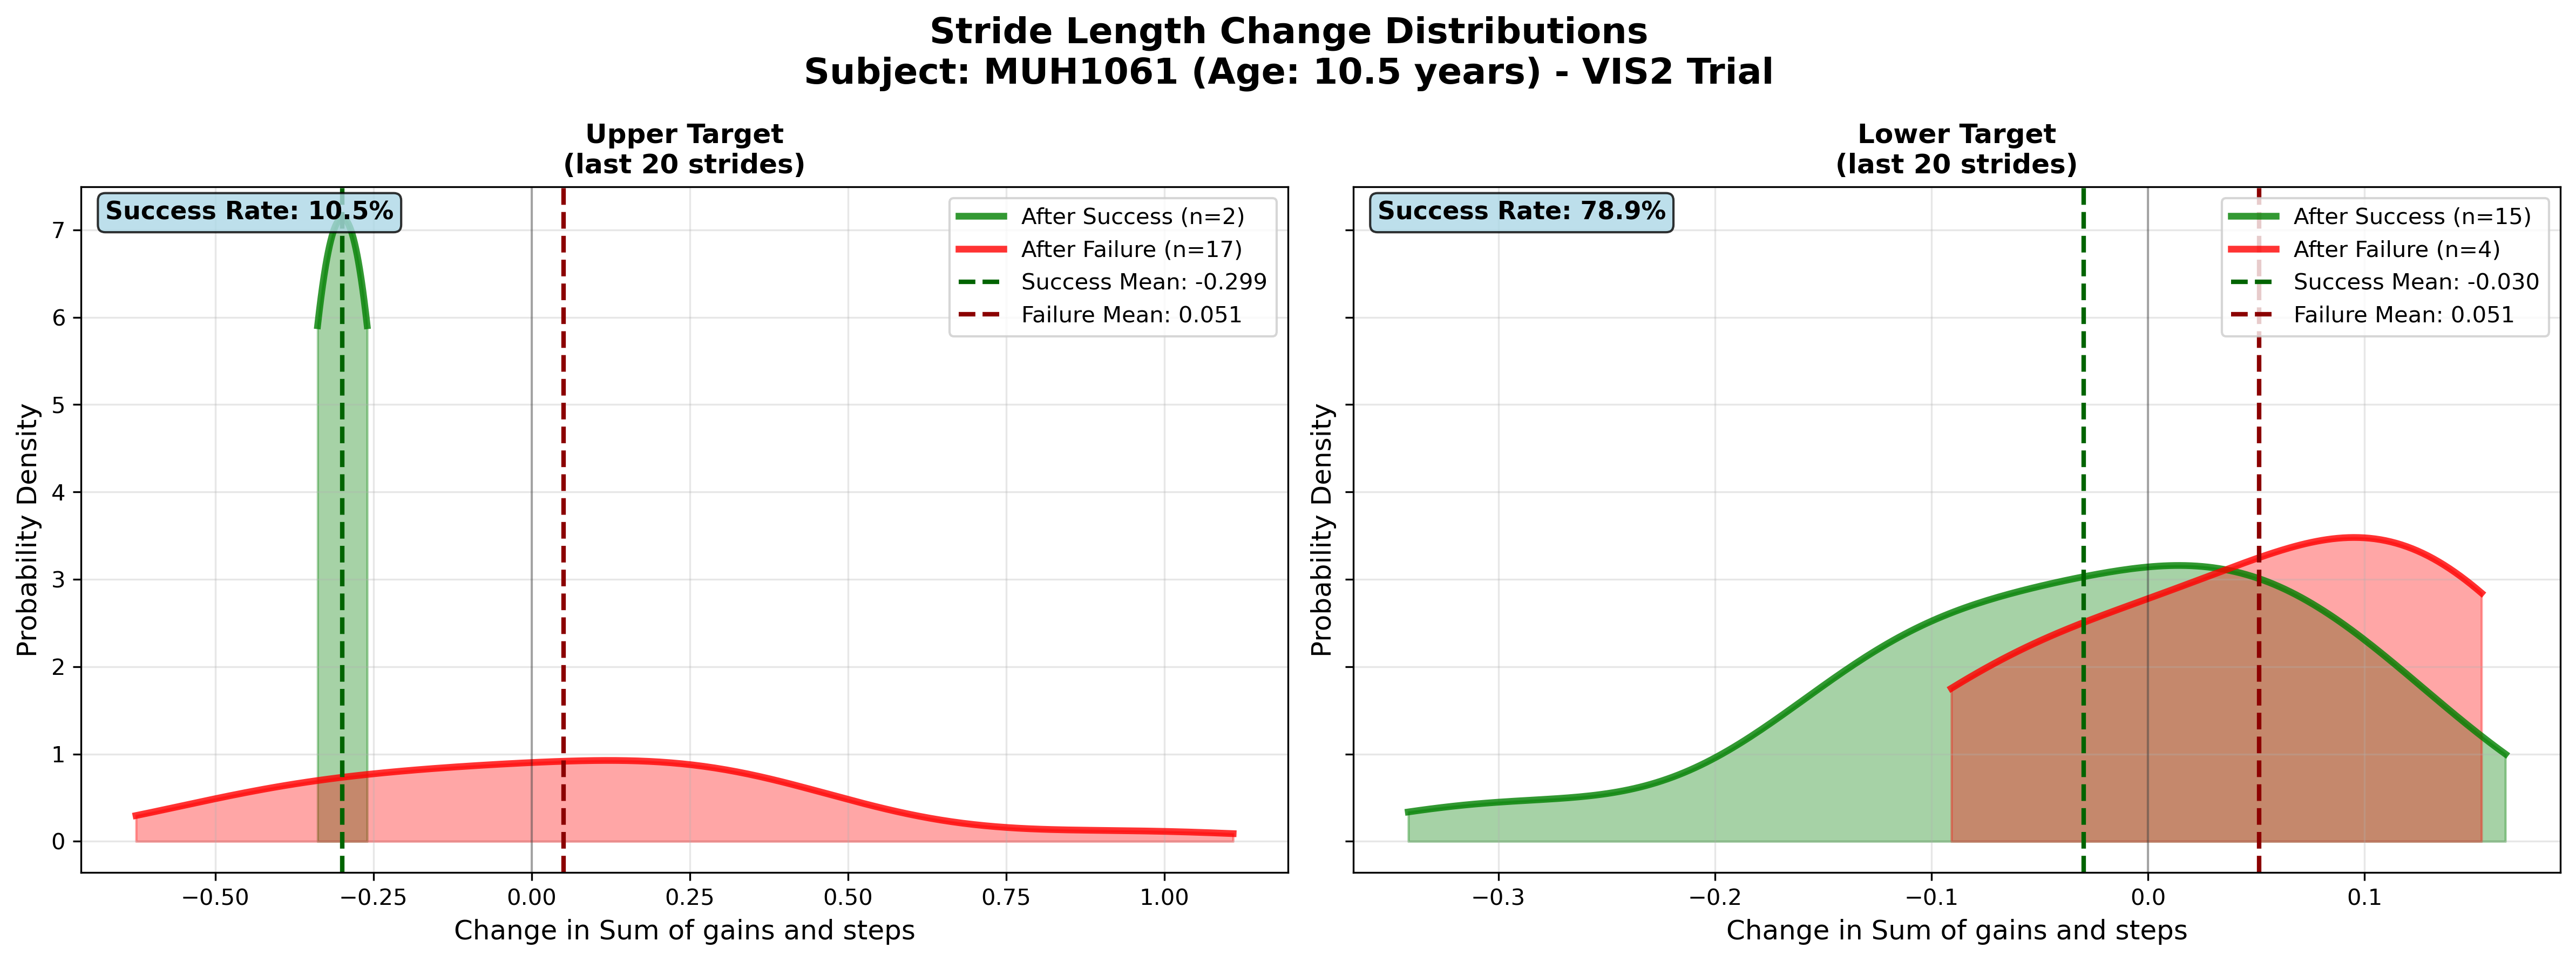 Stride Length Change Distributions
Subject: MUH1061 (Age: 10.5 years) - VIS2 Trial
Upper Target
(last 20 strides)
Success Rate: 10.5%
After Success (n=2)
After Failure (n=17)
Success Mean: -0.299
Failure Mean: 0.051
Probability Density
7
6
5
4
3
2
1
0
−0.50
−0.25
0.00
0.25
0.50
0.75
1.00
Change in Sum of gains and steps
Lower Target
(last 20 strides)
Success Rate: 78.9%
After Success (n=15)
After Failure (n=4)
Success Mean: -0.030
Failure Mean: 0.051
Probability Density
−0.3
−0.2
−0.1
0.0
0.1
Change in Sum of gains and steps